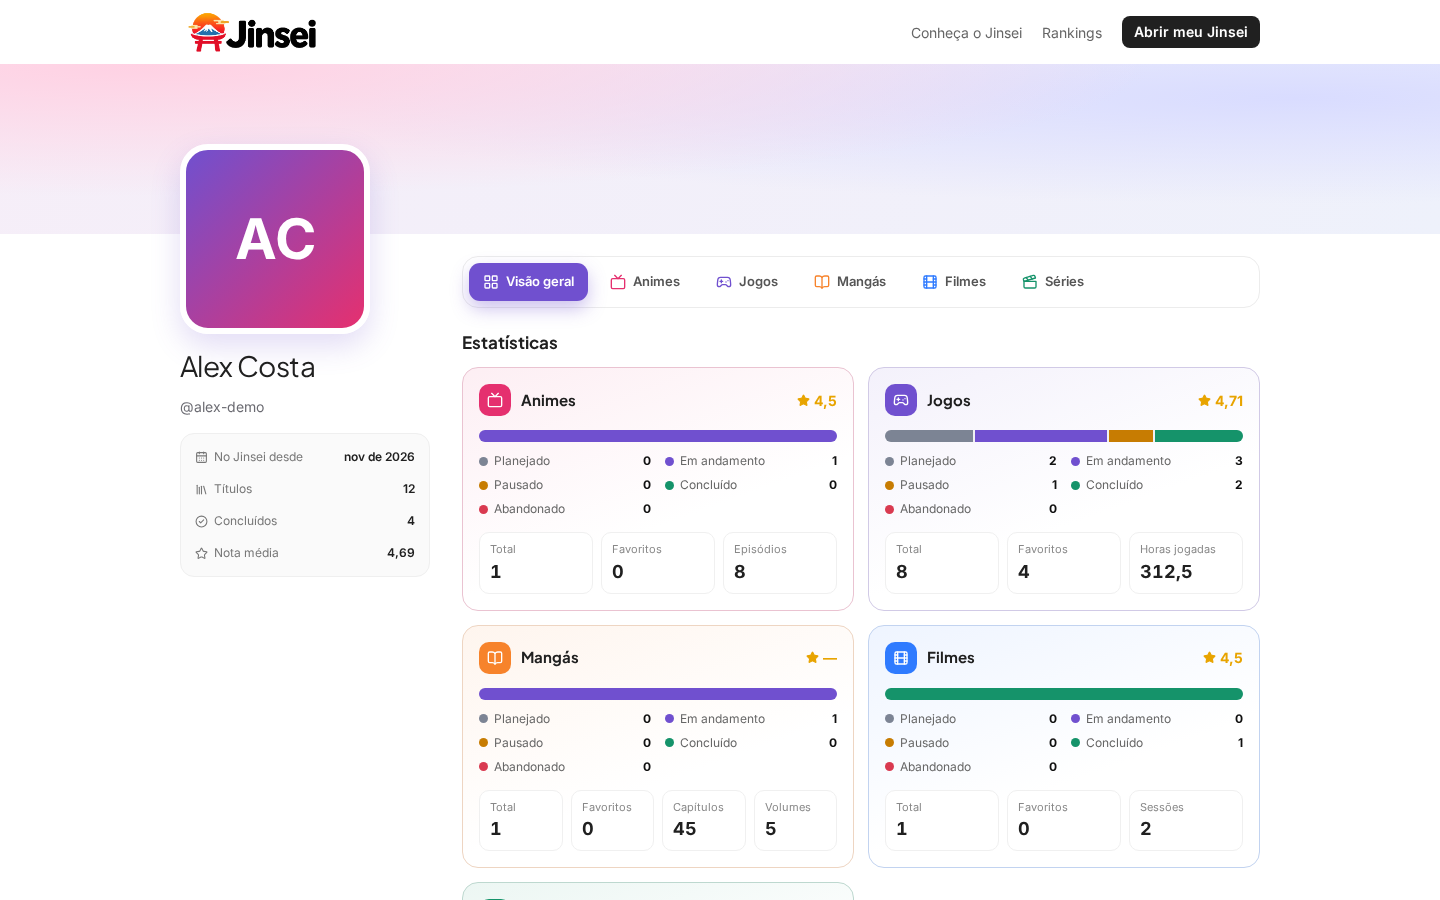 Jinsei
Conheça o Jinsei
Rankings
Abrir meu Jinsei
AC
Alex Costa
@alex-demo
No Jinsei desde nov de 2026
Títulos 12
Concluídos 4
Nota média 4,69
Visão geral
Animes
Jogos
Mangás
Filmes
Séries
Estatísticas
Animes 4,5
Planejado 0 Em andamento 1
Pausado 0 Concluído 0
Abandonado 0
Total Favoritos Episódios
1 0 8
Jogos 4,71
Planejado 2 Em andamento 3
Pausado 1 Concluído 2
Abandonado 0
Total Favoritos Horas jogadas
8 4 312,5
Mangás —
Planejado 0 Em andamento 1
Pausado 0 Concluído 0
Abandonado 0
Total Favoritos Capítulos Volumes
1 0 45 5
Filmes 4,5
Planejado 0 Em andamento 0
Pausado 0 Concluído 1
Abandonado 0
Total Favoritos Sessões
1 0 2